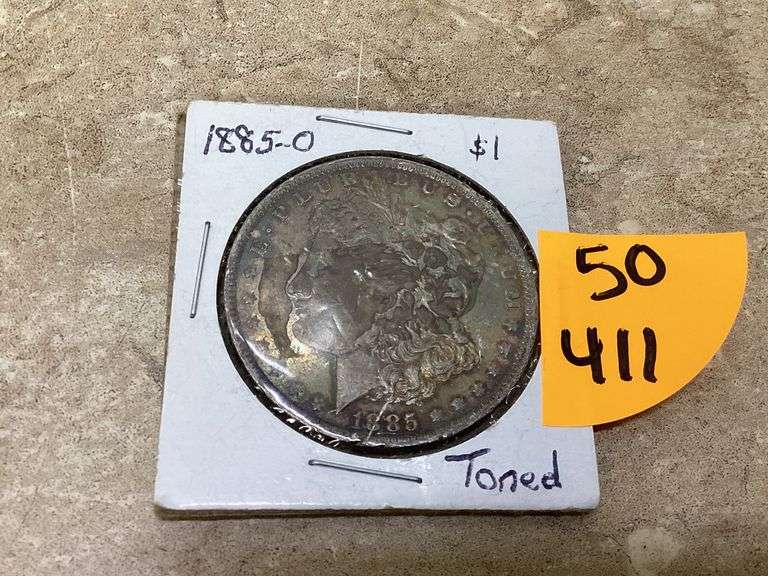 1885-O
$1
E·PLURIBUS·UNUM
1885
50
411
Toned